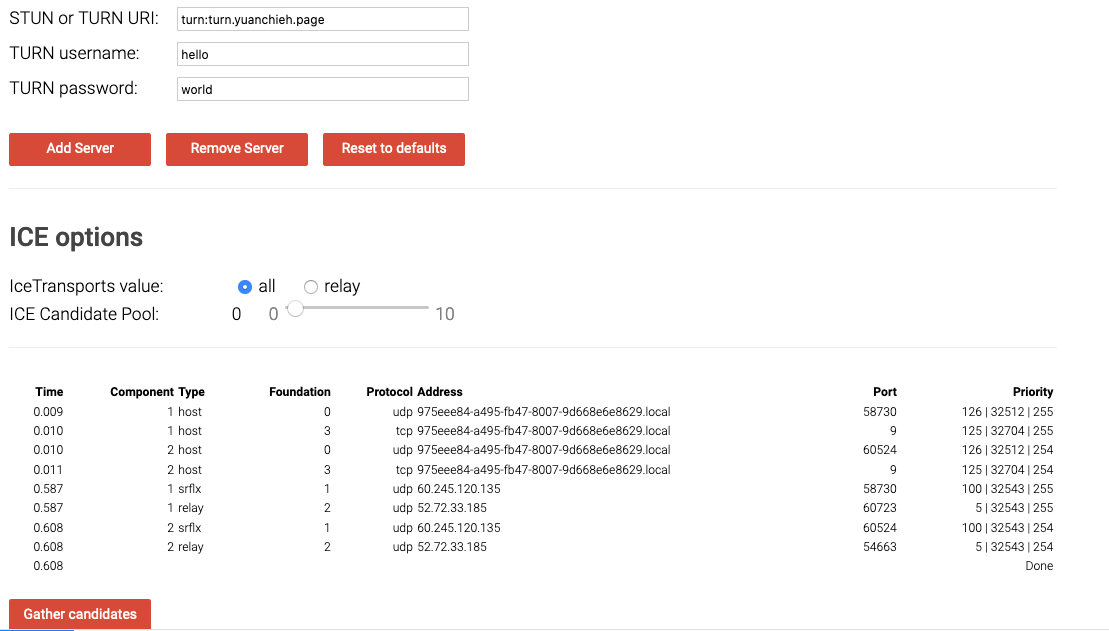 STUN or TURN URI: turn:turn.yuanchieh.page
TURN username: hello
TURN password: world
Add Server Remove Server Reset to defaults
ICE options
IceTransports value: all relay
ICE Candidate Pool: 0 0 10
Time Component Type Foundation Protocol Address Port Priority
0.009 1 host 0 udp 975eee84-a495-fb47-8007-9d668e6e8629.local 58730 126 | 32512 | 255
0.010 1 host 3 tcp 975eee84-a495-fb47-8007-9d668e6e8629.local 9 125 | 32704 | 255
0.010 2 host 0 udp 975eee84-a495-fb47-8007-9d668e6e8629.local 60524 126 | 32512 | 254
0.011 2 host 3 tcp 975eee84-a495-fb47-8007-9d668e6e8629.local 9 125 | 32704 | 254
0.587 1 srflx 1 udp 60.245.120.135 58730 100 | 32543 | 255
0.587 1 relay 2 udp 52.72.33.185 60723 5 | 32543 | 255
0.608 2 srflx 1 udp 60.245.120.135 60524 100 | 32543 | 254
0.608 2 relay 2 udp 52.72.33.185 54663 5 | 32543 | 254
0.608 Done
Gather candidates